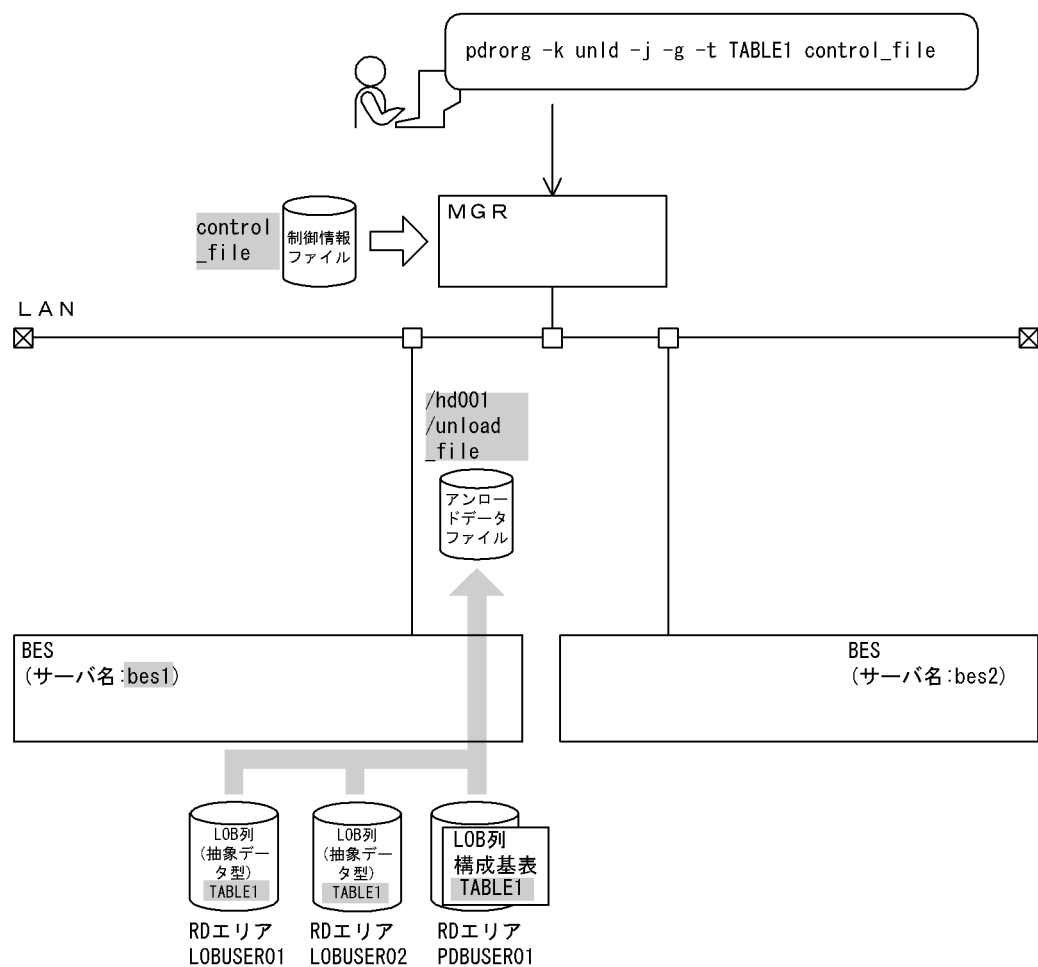 pdrorg -k unld -j -g -t TABLE1 control_file
MGR
control
_file
制御情報
ファイル
LAN
/hd001
/unload
_file
アンロー
ドデータ
ファイル
BES
(サーバ名:bes1)
BES
(サーバ名:bes2)
LOB列
(抽象デー
タ型)
TABLE1
LOB列
(抽象デー
タ型)
TABLE1
LOB列
構成基表
TABLE1
RDエリア
LOBUSER01
RDエリア
LOBUSER02
RDエリア
PDBUSER01